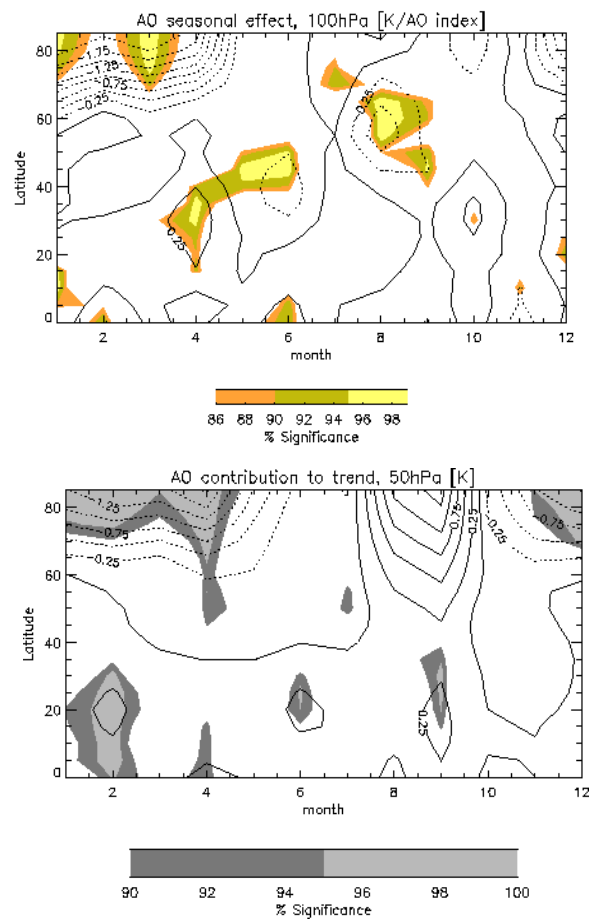 AO seasonal effect, 100hPa [K/AO index]
80
60
40
20
0
Latitude
-1.75
-1.25
-0.75
-0.25
-0.25
0.25
0.25
2 4 6 8 10 12
month
86 88 90 92 94 96 98
% Significance
AO contribution to trend, 50hPa [K]
80
60
40
20
0
Latitude
-1.25
-0.75
-0.25
0.75
0.25
-0.75
-0.25
0.25
2 4 6 8 10 12
month
90 92 94 96 98 100
% Significance